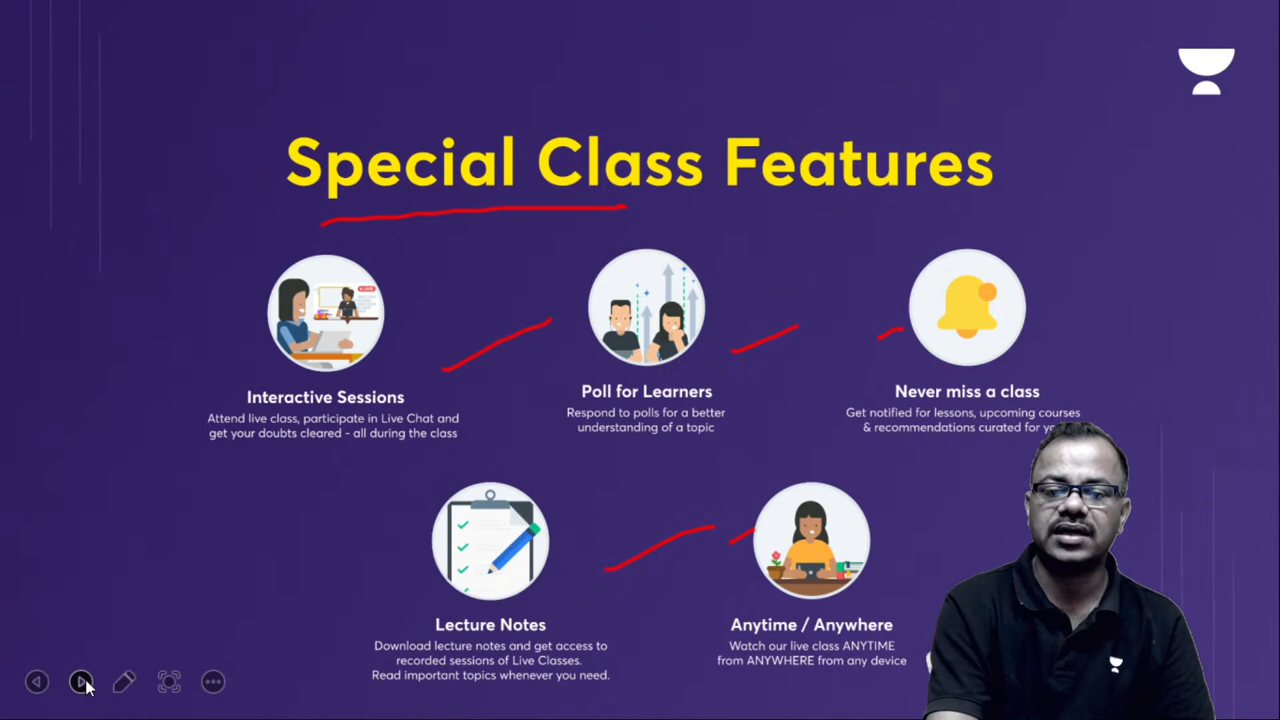 Special Class Features
Interactive Sessions
Attend live class, participate in Live Chat and
get your doubts cleared - all during the class
Poll for Learners
Respond to polls for a better
understanding of a topic
Never miss a class
Get notified for lessons, upcoming courses
& recommendations curated for
Lecture Notes
Download lecture notes and get access to
recorded sessions of Live Classes.
Read important topics whenever you need.
Anytime / Anywhere
Watch our live class ANYTIME
from ANYWHERE from any device